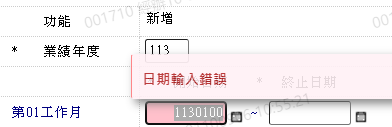 功能 新增
* 業績年度 113
日期輸入錯誤
* 終止日期
第01工作月 1130100 ~